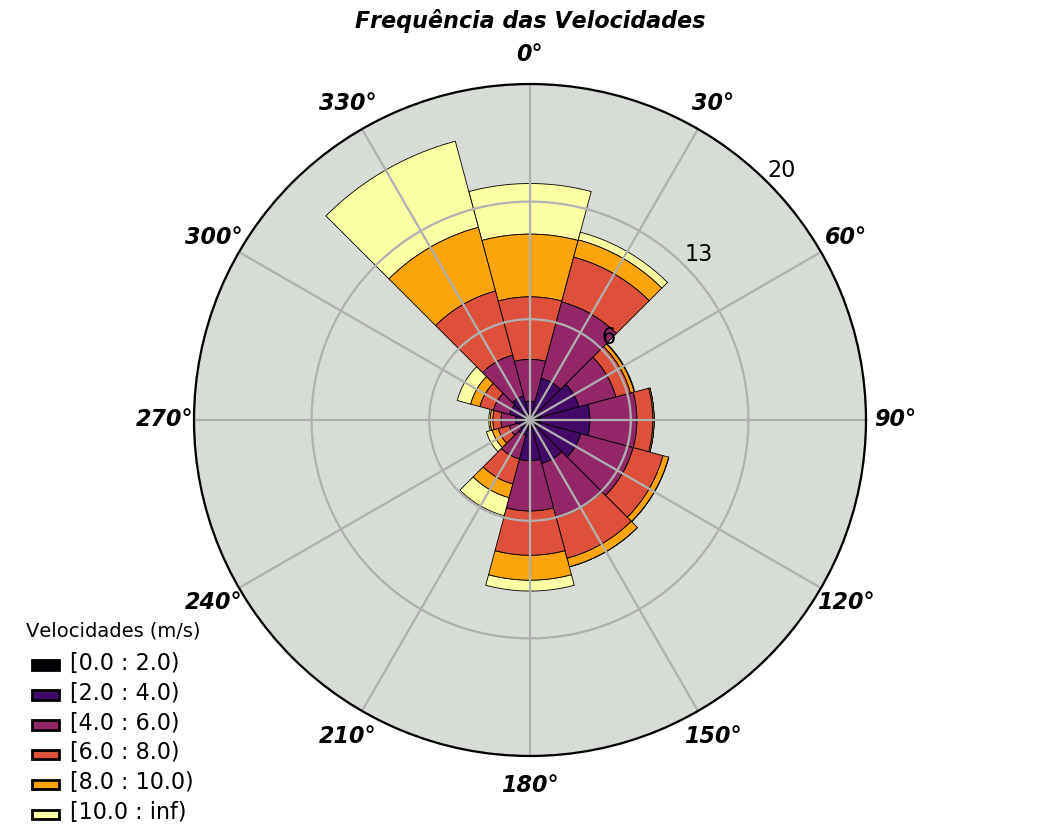 Frequência das Velocidades
0°
330°
30°
20
300°
60°
13
6
270°
90°
240°
120°
210°
150°
180°
Velocidades (m/s)
[0.0 : 2.0)
[2.0 : 4.0)
[4.0 : 6.0)
[6.0 : 8.0)
[8.0 : 10.0)
[10.0 : inf)